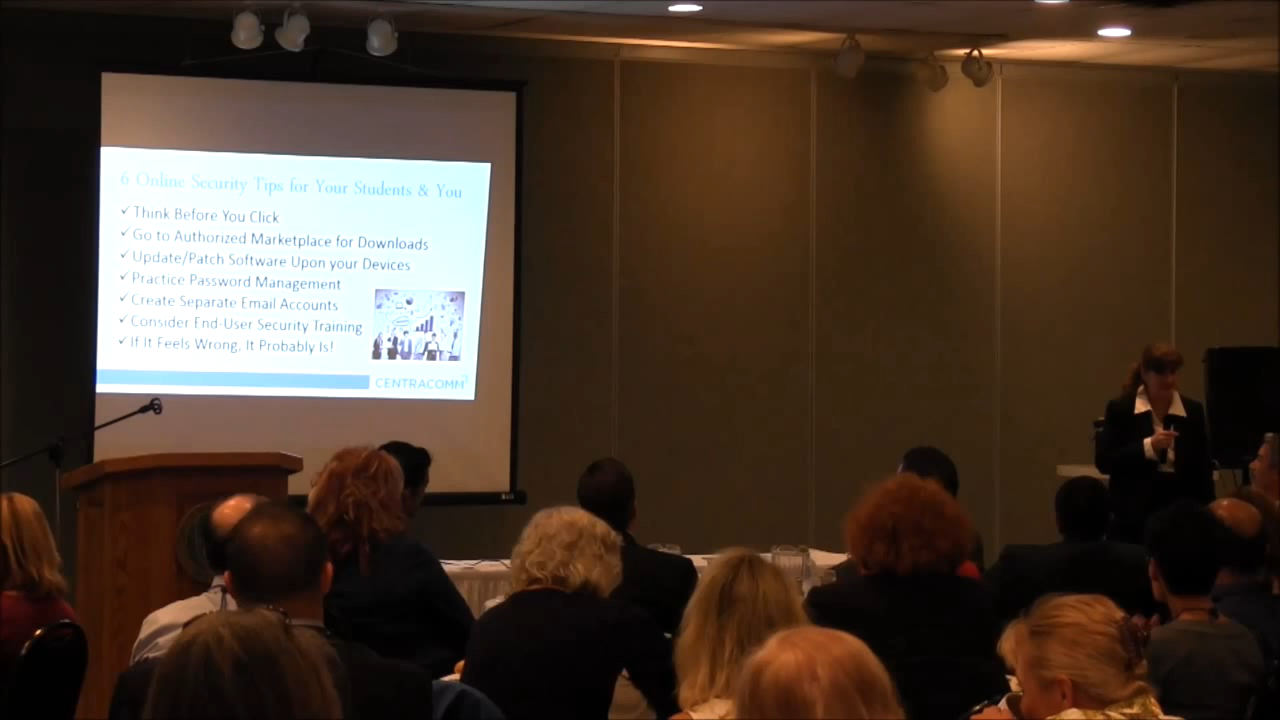 6 Online Security Tips for Your Students & You
✓Think Before You Click
✓Go to Authorized Marketplace for Downloads
✓Update/Patch Software Upon your Devices
✓Practice Password Management
✓Create Separate Email Accounts
✓Consider End-User Security Training
✓If It Feels Wrong, It Probably Is!
CENTRACOMM